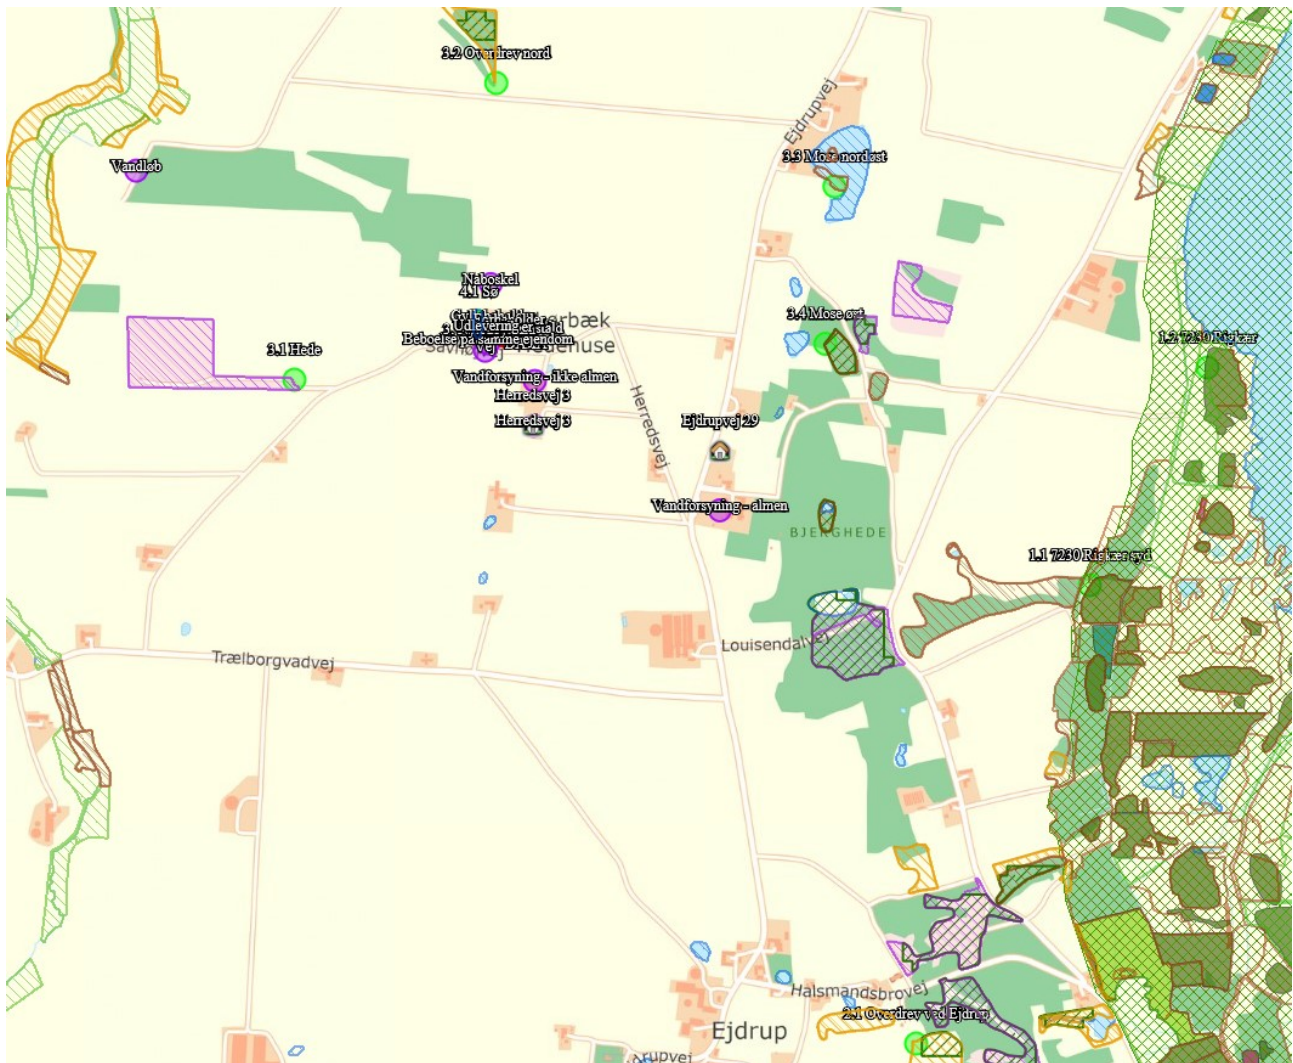 3.2 Overdrev nord
Ejdrupvej
3.3 Mose nordøst
Vandløb
Naboskel
4.1 Sø
Udlevering
Beboelse på samme ejendom
3.4 Mose øst
1.2 7230 Rigkær
3.1 Hede
Vandforsyning - ikke almen
Herredsvej 3
Herredsvej 3
Herredsvej
Ejdrupvej 29
Vandforsyning - almen
BJERGHEDE
1.1 7230 Rigkær syd
Louisendalvej
Trælborgvadvej
Halsmandsbrovej
2.1 Overdrev ved Ejdrup
Ejdrup